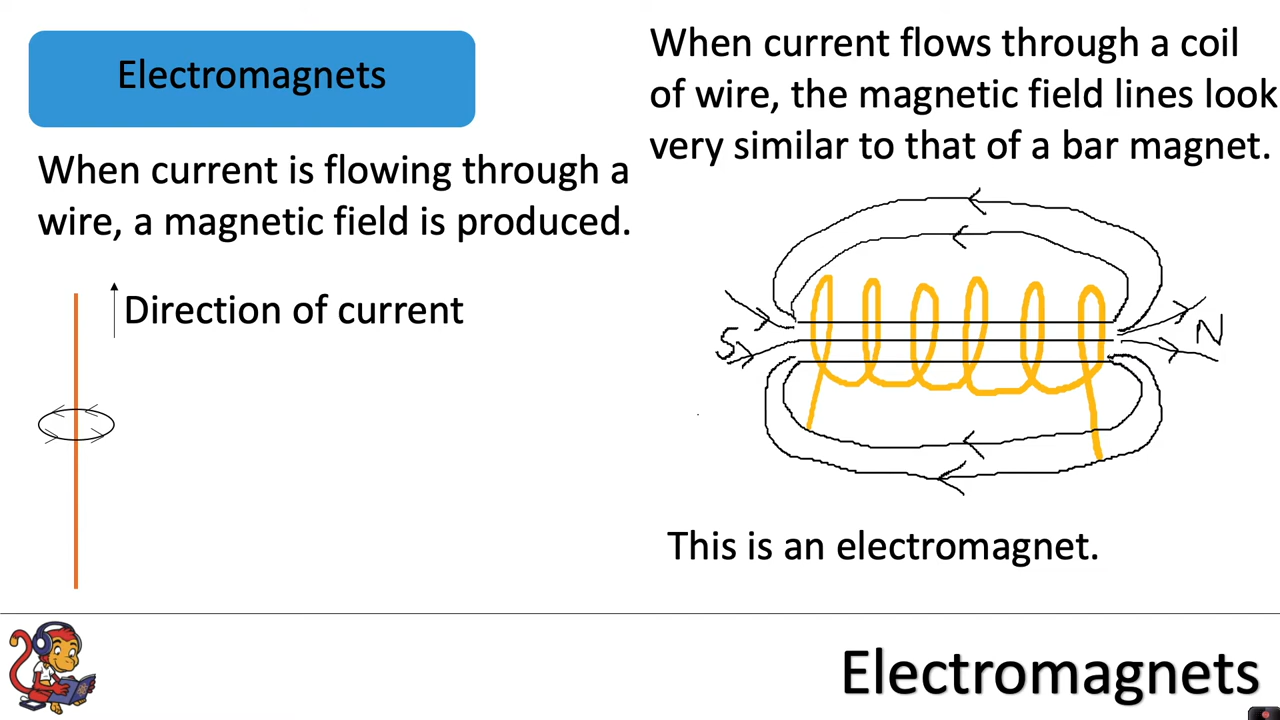 Electromagnets
When current is flowing through a
wire, a magnetic field is produced.
Direction of current
When current flows through a coil
of wire, the magnetic field lines look
very similar to that of a bar magnet.
S
N
This is an electromagnet.
Electromagnets